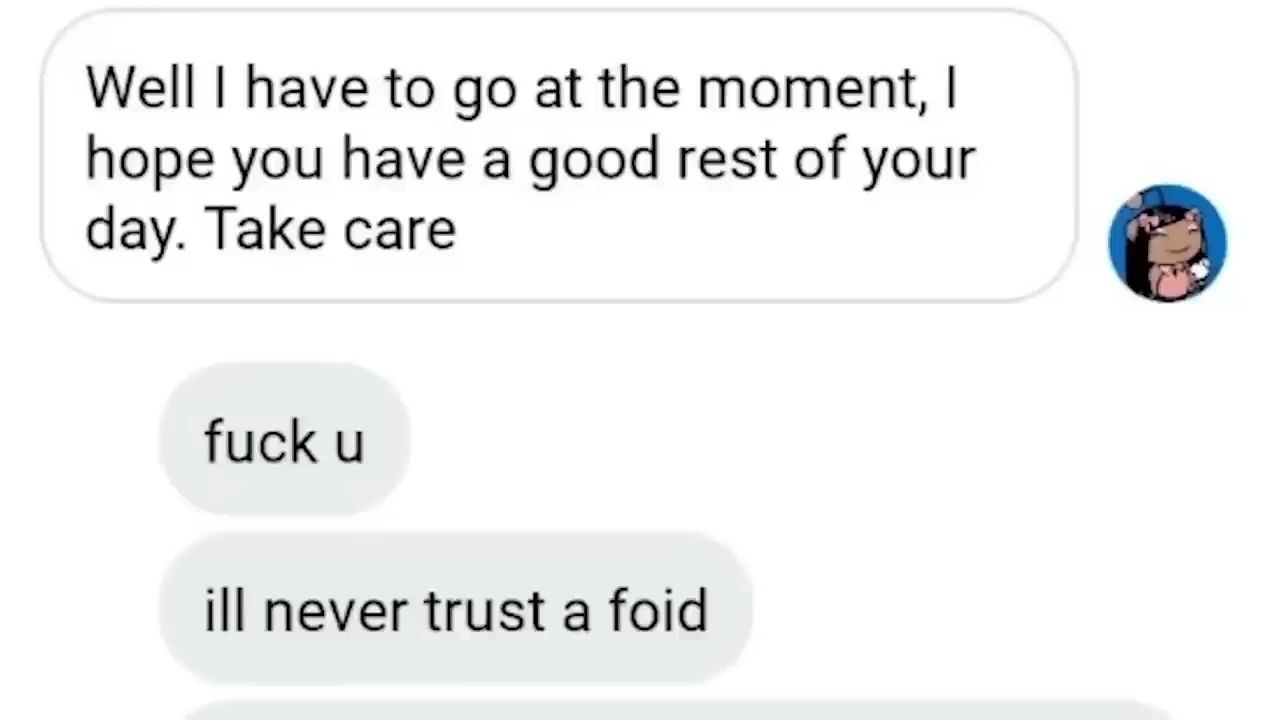 Well I have to go at the moment, I
hope you have a good rest of your
day. Take care
fuck u
ill never trust a foid